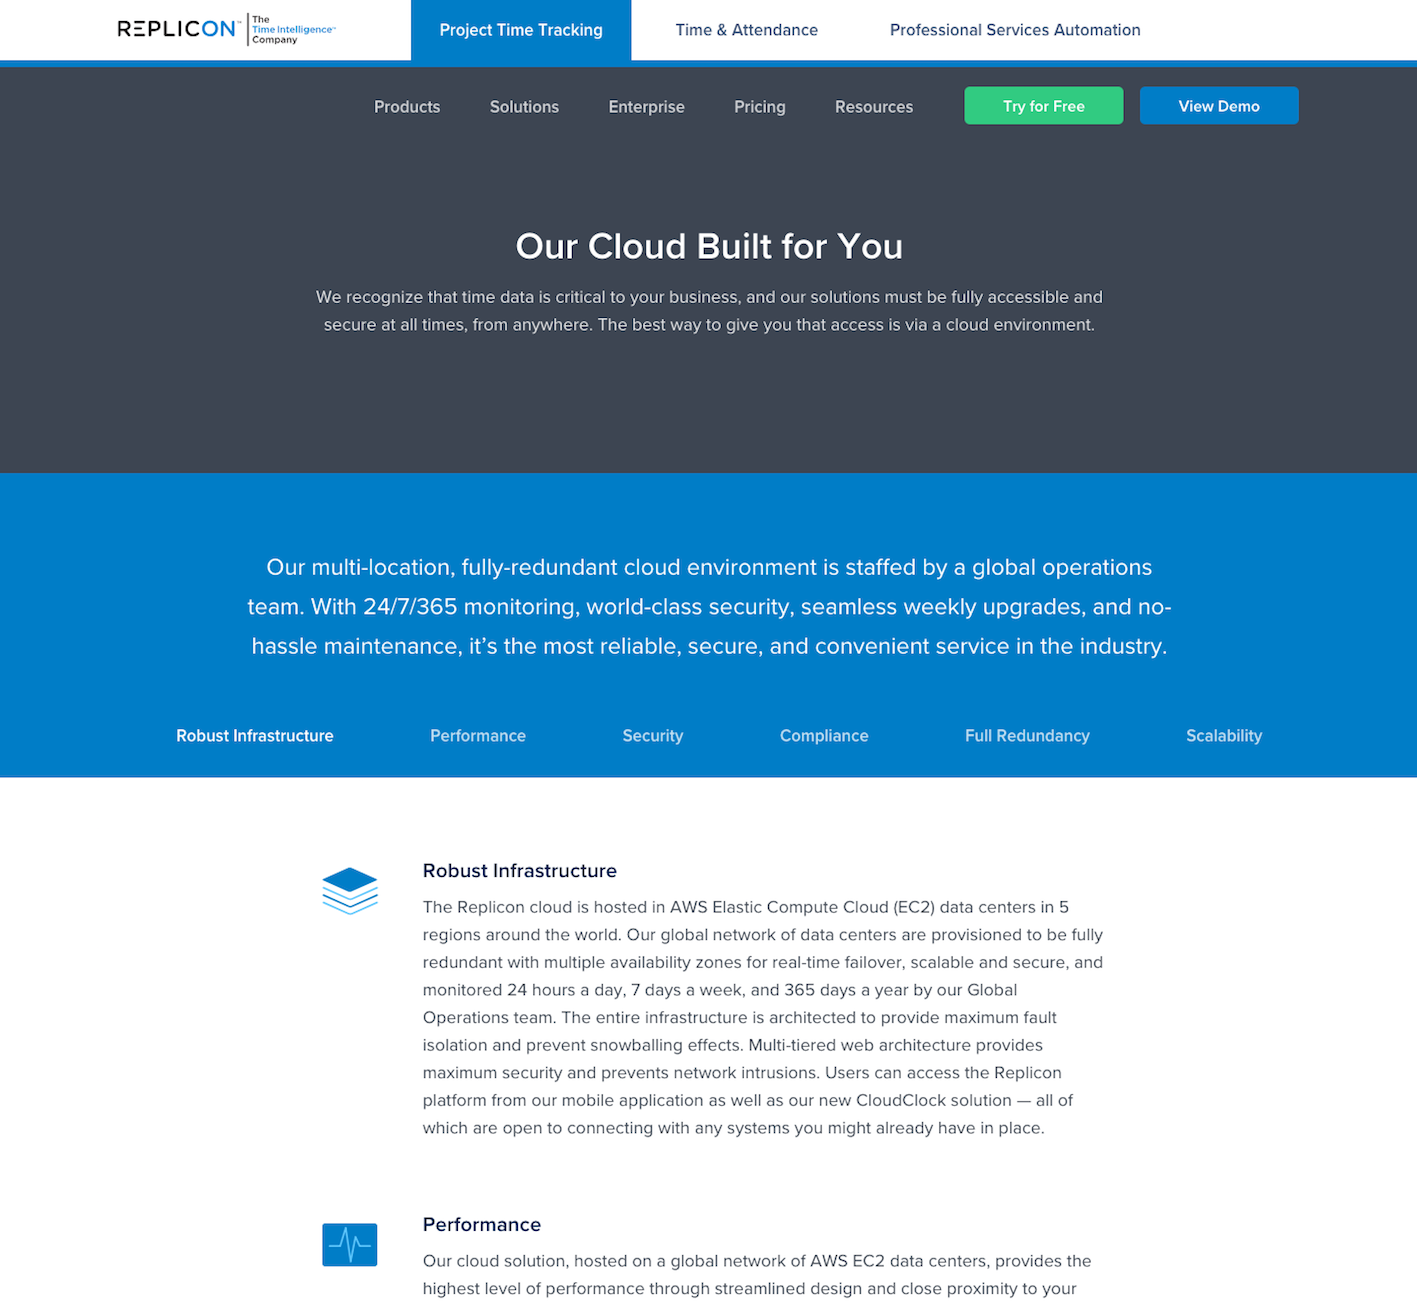 REPLICON™
The
Time Intelligence™
Company
Project Time Tracking
Time & Attendance
Professional Services Automation
Products
Solutions
Enterprise
Pricing
Resources
Try for Free
View Demo
Our Cloud Built for You
We recognize that time data is critical to your business, and our solutions must be fully accessible and
secure at all times, from anywhere. The best way to give you that access is via a cloud environment.
Our multi-location, fully-redundant cloud environment is staffed by a global operations
team. With 24/7/365 monitoring, world-class security, seamless weekly upgrades, and no-
hassle maintenance, it’s the most reliable, secure, and convenient service in the industry.
Robust Infrastructure
Performance
Security
Compliance
Full Redundancy
Scalability
Robust Infrastructure
The Replicon cloud is hosted in AWS Elastic Compute Cloud (EC2) data centers in 5
regions around the world. Our global network of data centers are provisioned to be fully
redundant with multiple availability zones for real-time failover, scalable and secure, and
monitored 24 hours a day, 7 days a week, and 365 days a year by our Global
Operations team. The entire infrastructure is architected to provide maximum fault
isolation and prevent snowballing effects. Multi-tiered web architecture provides
maximum security and prevents network intrusions. Users can access the Replicon
platform from our mobile application as well as our new CloudClock solution — all of
which are open to connecting with any systems you might already have in place.
Performance
Our cloud solution, hosted on a global network of AWS EC2 data centers, provides the
highest level of performance through streamlined design and close proximity to your